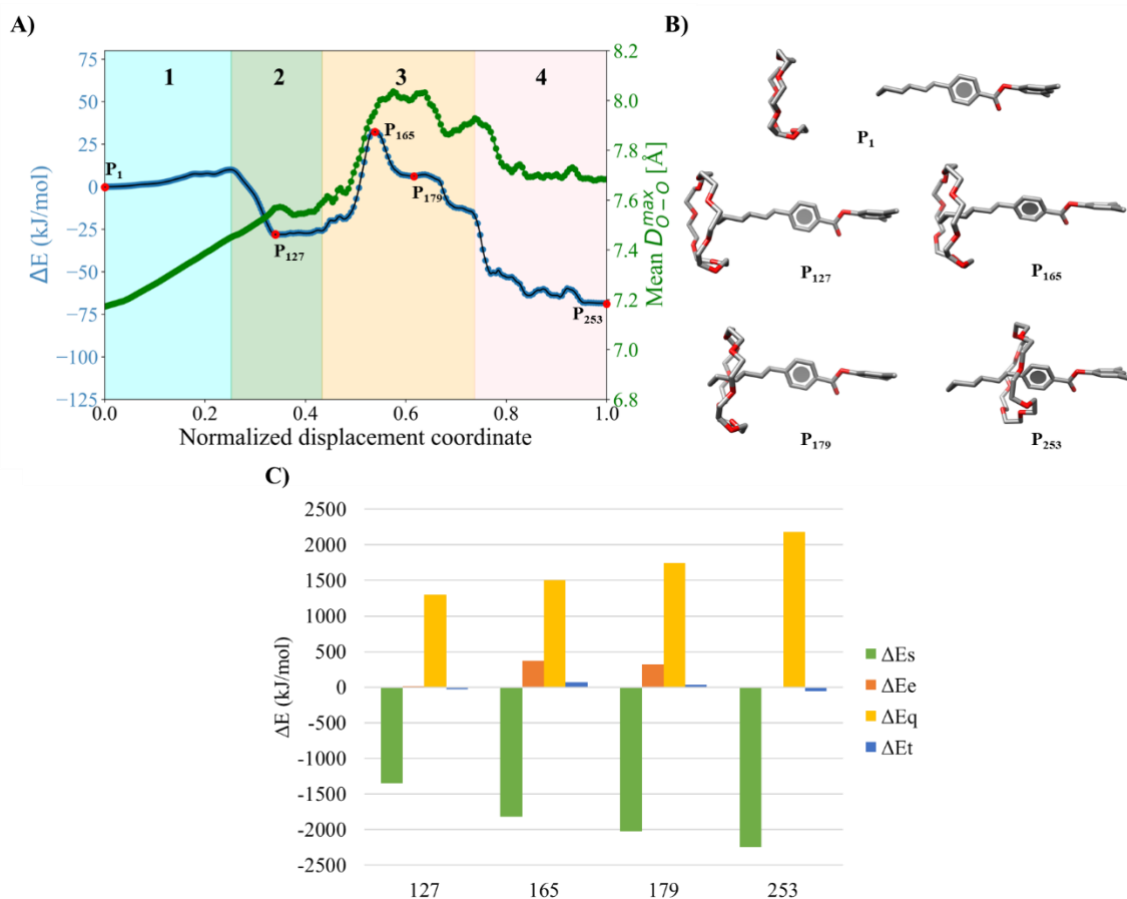 A)
ΔE (kJ/mol)
75
50
25
0
−25
−50
−75
−100
−125
1
2
3
4
P1
P127
P165
P179
P253
8.2
8.0
7.8
7.6
7.4
7.2
7.0
6.8
Mean D_{O−O}^{max} [Å]
0.0 0.2 0.4 0.6 0.8 1.0
Normalized displacement coordinate
B)
P1
P127
P165
P179
P253
C)
ΔE (kJ/mol)
2500
2000
1500
1000
500
0
-500
-1000
-1500
-2000
-2500
127 165 179 253
ΔEs
ΔEe
ΔEq
ΔEt